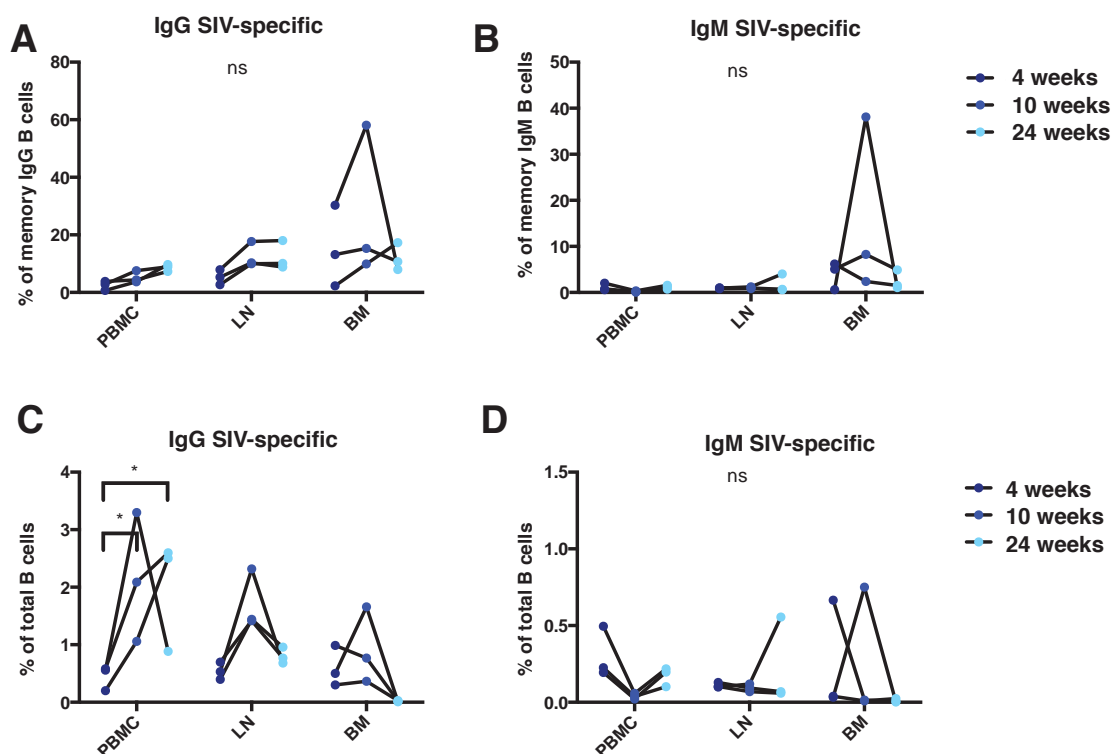 A
IgG SIV-specific
ns
% of memory IgG B cells
80
60
40
20
0
PBMC
LN
BM
B
IgM SIV-specific
ns
% of memory IgM B cells
50
40
30
20
10
0
PBMC
LN
BM
4 weeks
10 weeks
24 weeks
C
IgG SIV-specific
*
*
% of total B cells
4
3
2
1
0
PBMC
LN
BM
D
IgM SIV-specific
ns
% of total B cells
1.5
1.0
0.5
0.0
PBMC
LN
BM
4 weeks
10 weeks
24 weeks